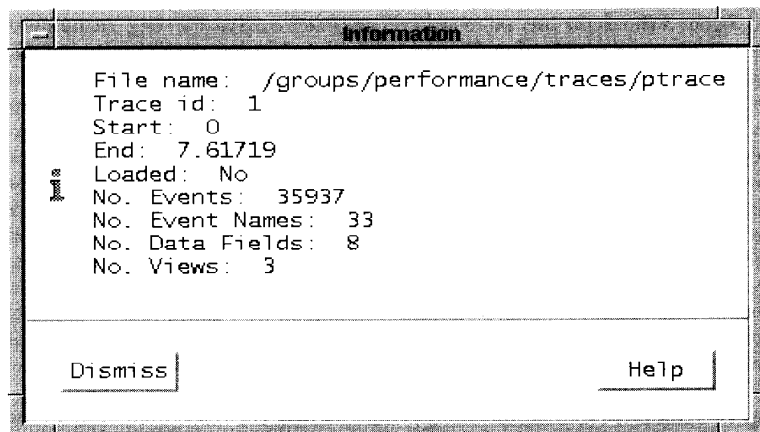 Information
File name: /groups/performance/traces/ptrace
Trace id: 1
Start: 0
End: 7.61719
Loaded: No
No. Events: 35937
No. Event Names: 33
No. Data Fields: 8
No. Views: 3
Dismiss
Help